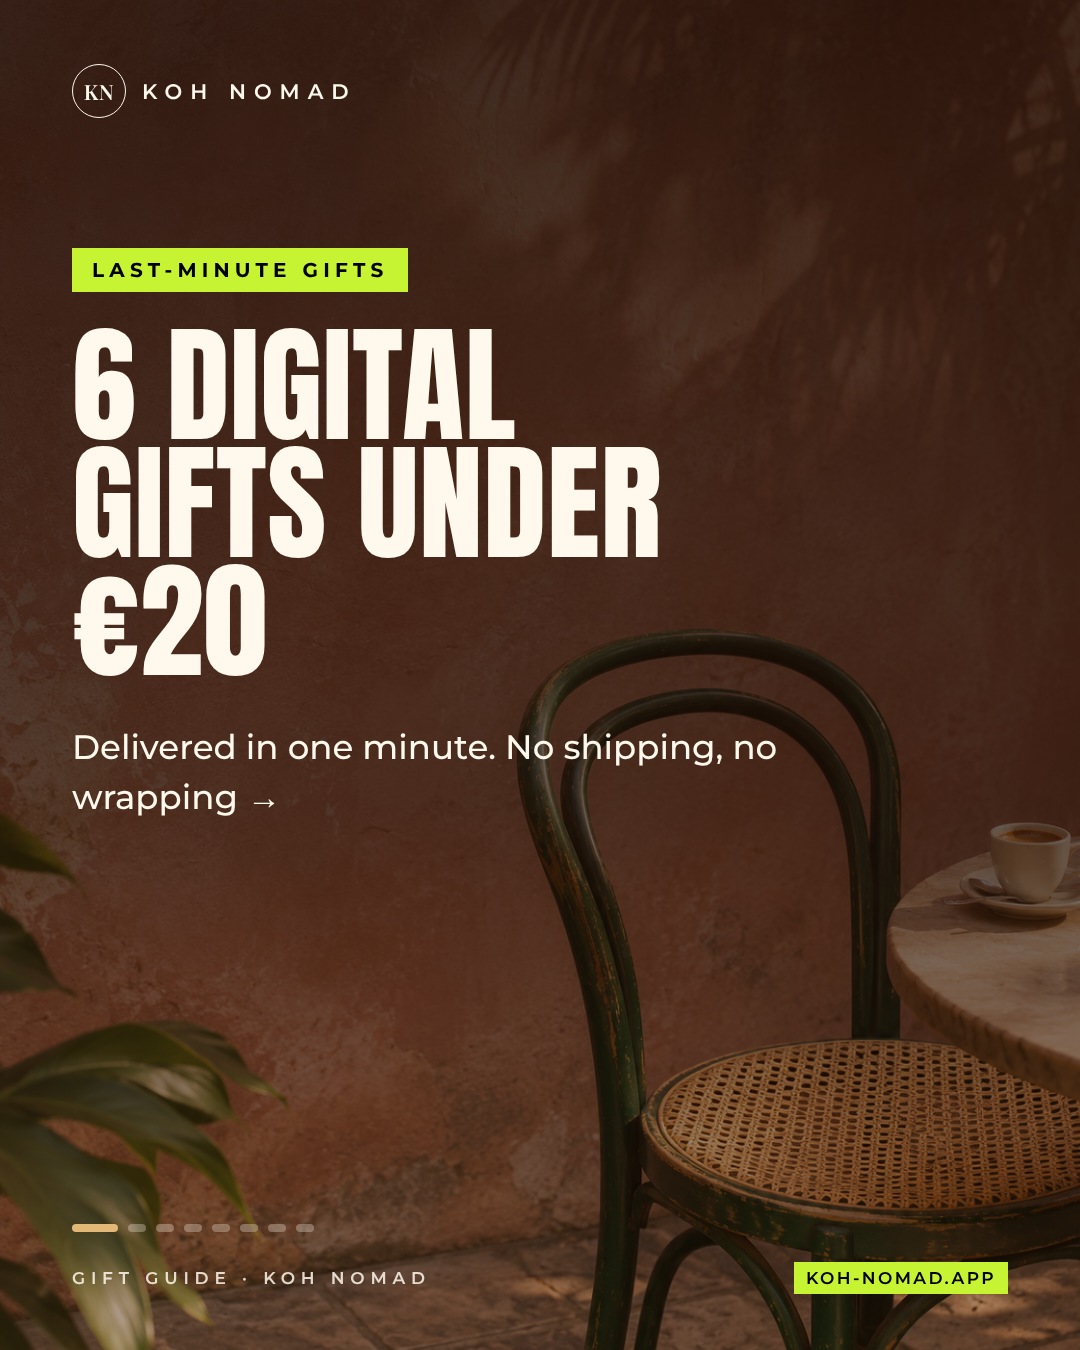 KN KOH NOMAD
LAST-MINUTE GIFTS
6 DIGITAL
GIFTS UNDER
€20
Delivered in one minute. No shipping, no
wrapping →
GIFT GUIDE · KOH NOMAD
KOH-NOMAD.APP